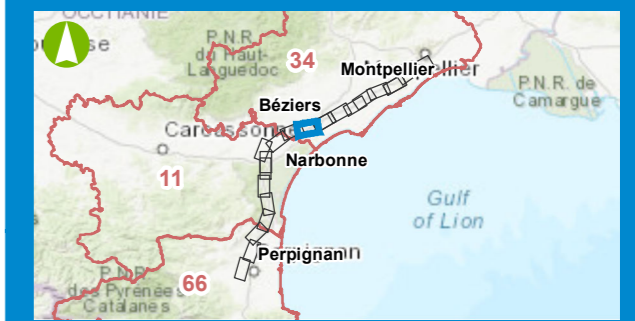 OCCITANIE
P.N.R.
du Haut-
Languedoc
34
Montpellier
P.N.R. de
Camargue
Béziers
Carcassonne
Narbonne
11
Gulf
of Lion
Perpignan
P.N.R.
des Pyrénées
Catalanes
66